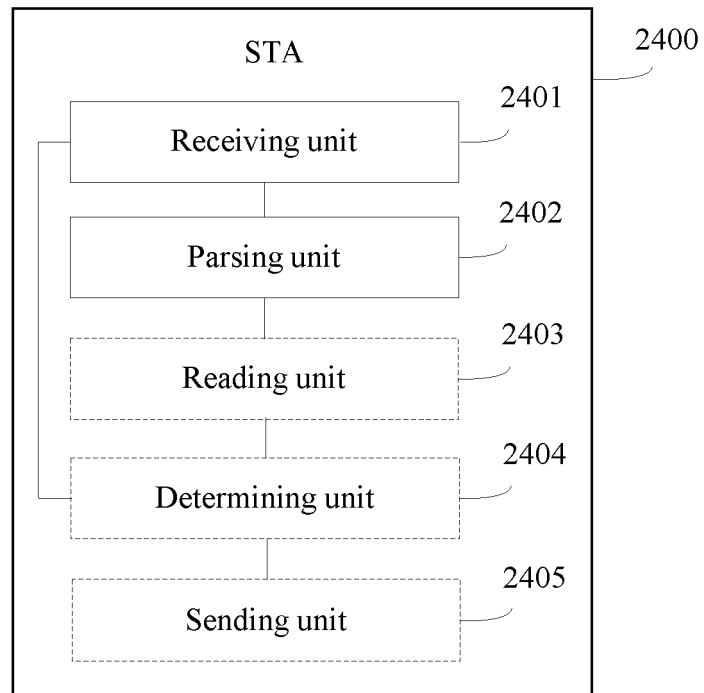 STA
2400
2401
Receiving unit
2402
Parsing unit
2403
Reading unit
2404
Determining unit
2405
Sending unit